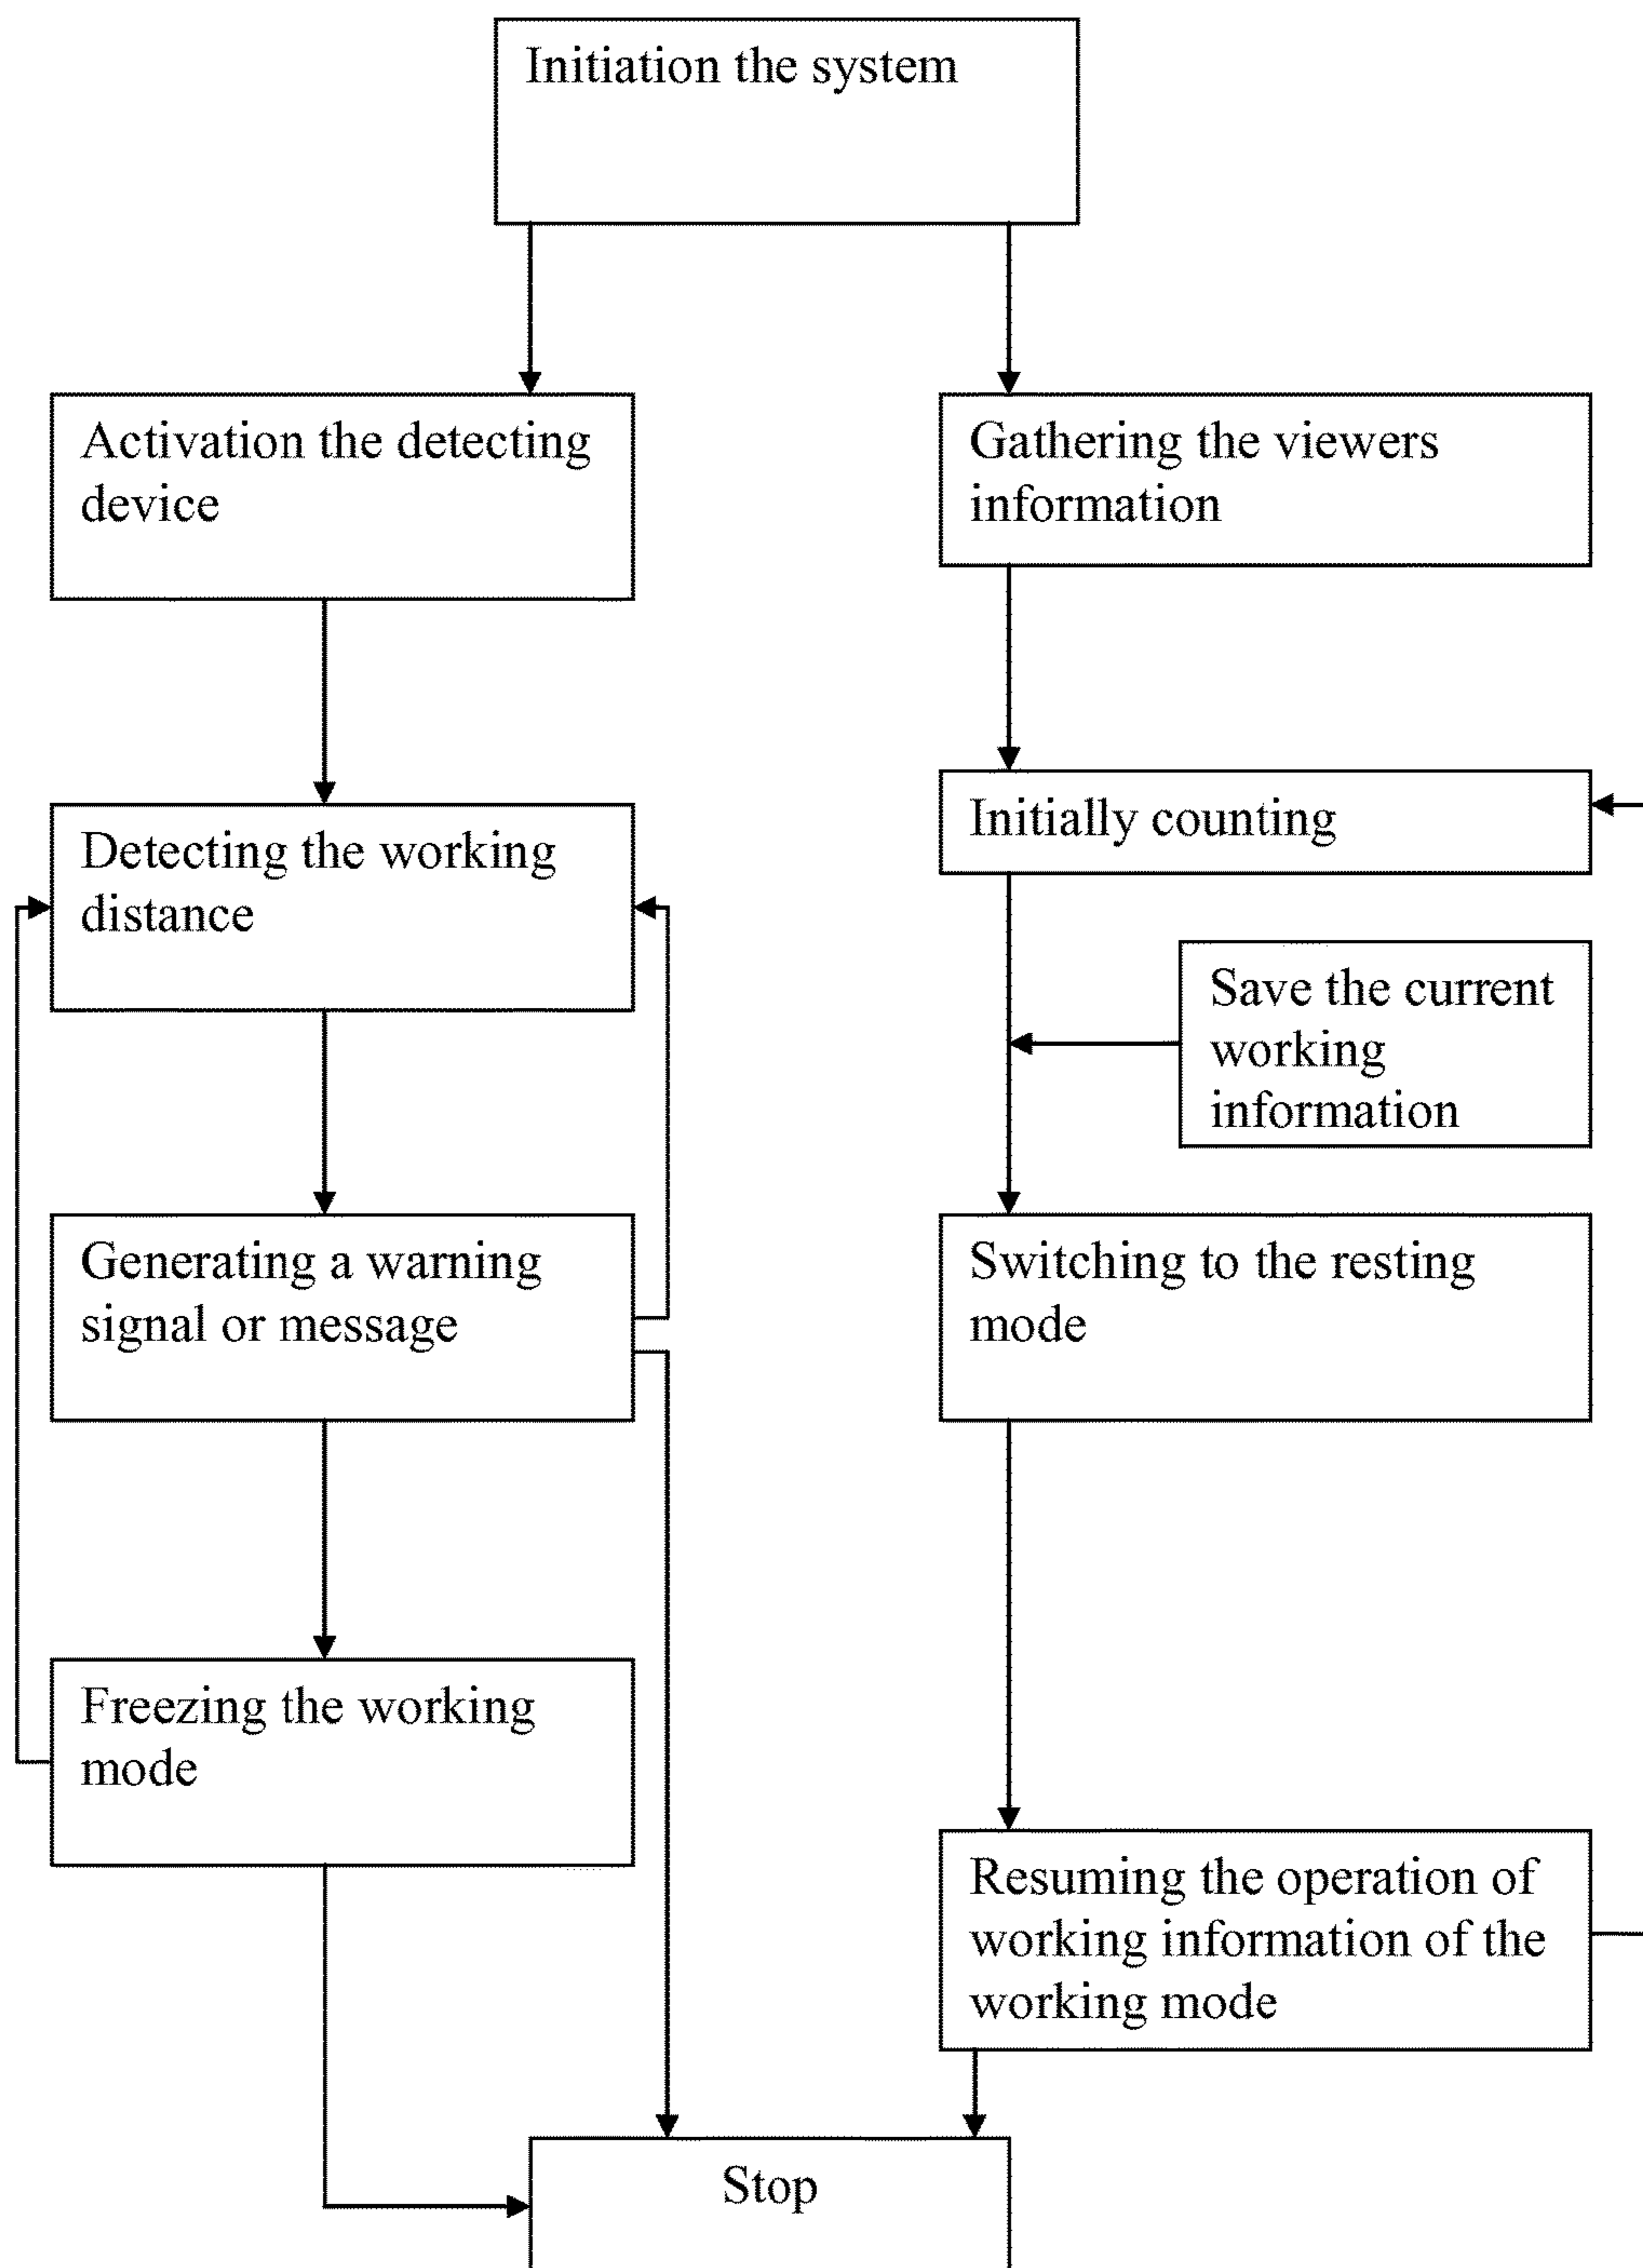 Initiation the system
Activation the detecting
device
Gathering the viewers
information
Detecting the working
distance
Initially counting
Save the current
working
information
Generating a warning
signal or message
Switching to the resting
mode
Freezing the working
mode
Resuming the operation of
working information of the
working mode
Stop